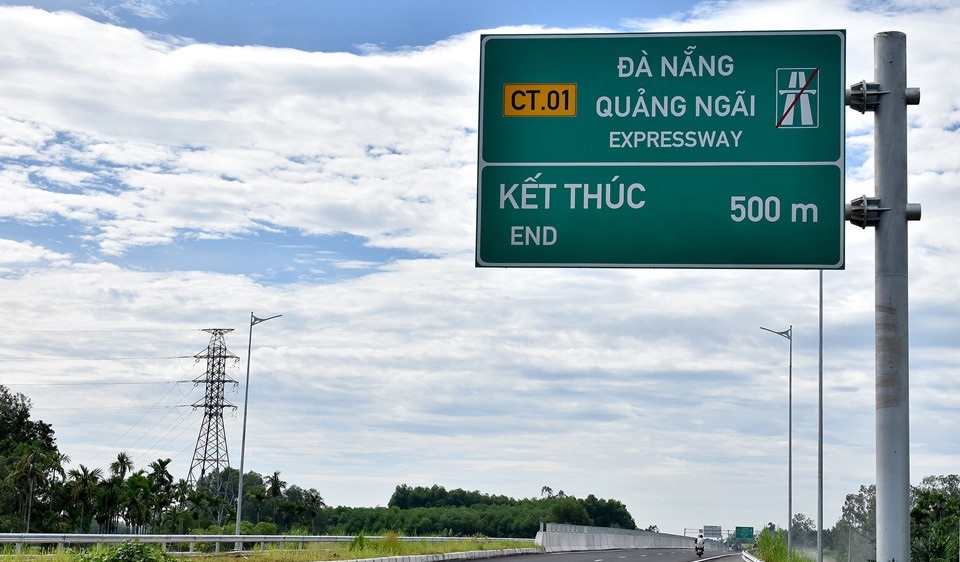 ĐÀ NẴNG
CT.01
QUẢNG NGÃI
EXPRESSWAY
KẾT THÚC 500 m
END